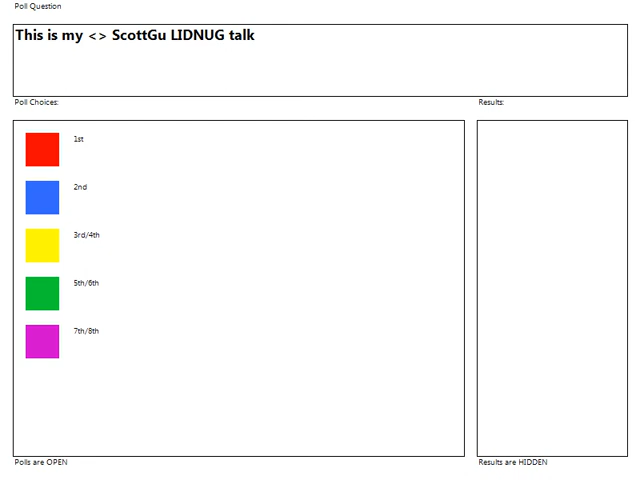 Poll Question
This is my <> ScottGu LIDNUG talk
Poll Choices:
Results:
1st
2nd
3rd/4th
5th/6th
7th/8th
Polls are OPEN
Results are HIDDEN